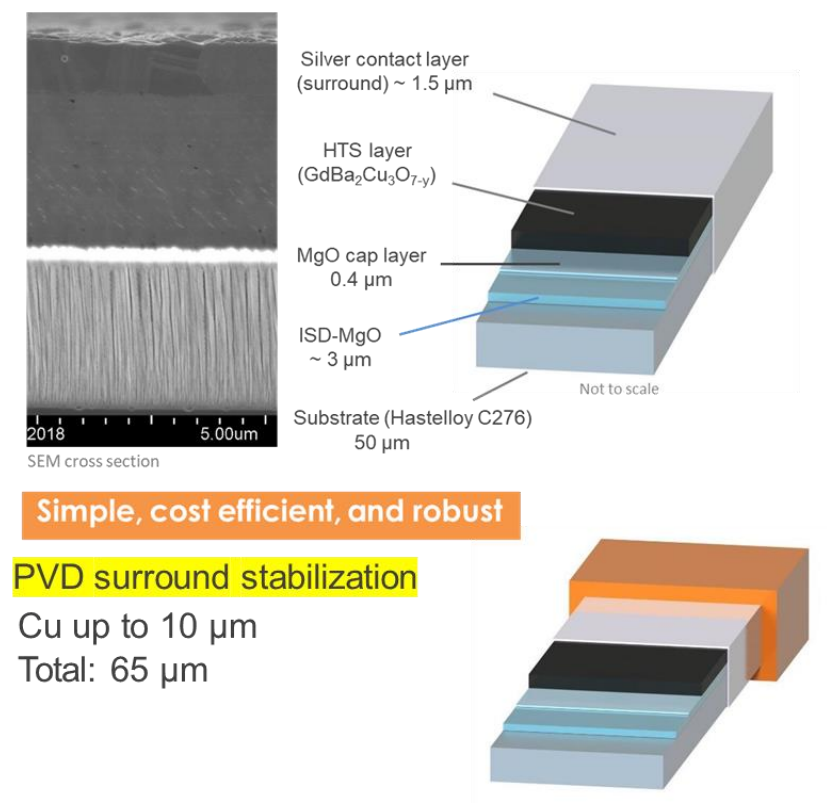 Silver contact layer
(surround) ~ 1.5 µm
HTS layer
(GdBa₂Cu₃O₇₋ᵧ)
MgO cap layer
0.4 µm
ISD-MgO
~ 3 µm
Not to scale
Substrate (Hastelloy C276)
50 µm
2018
5.00um
SEM cross section
Simple, cost efficient, and robust
PVD surround stabilization
Cu up to 10 µm
Total: 65 µm